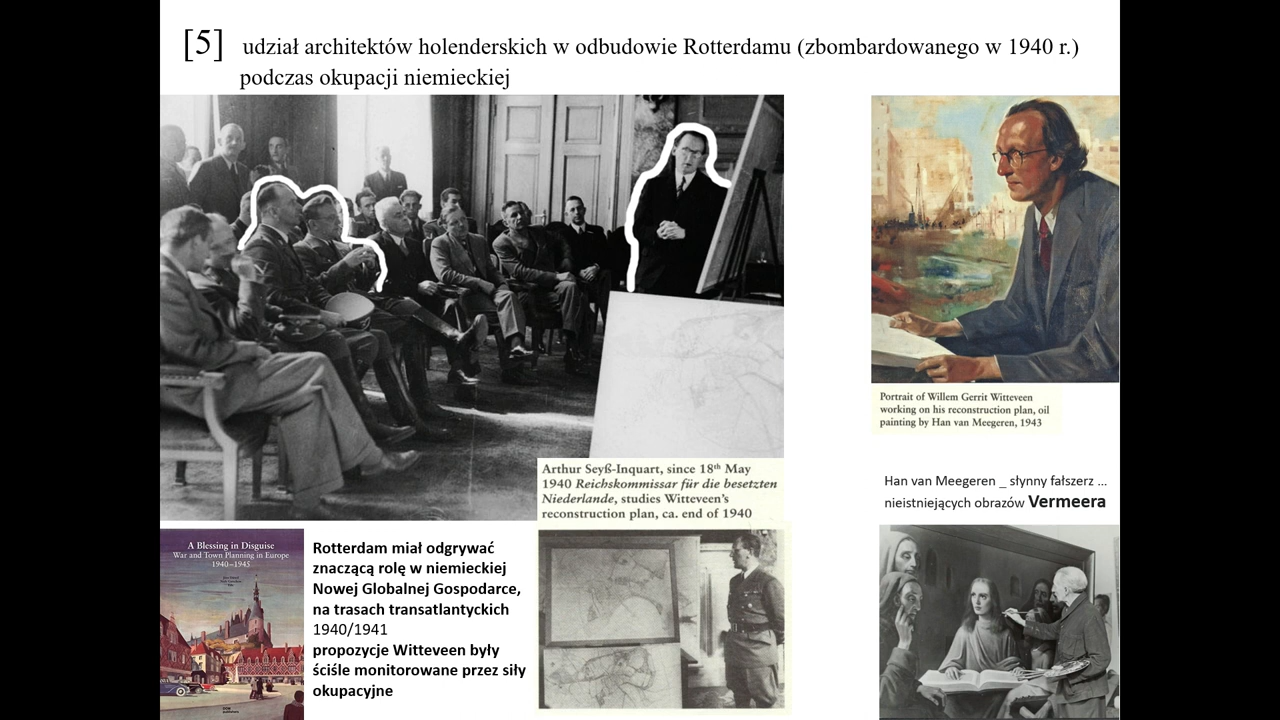 [5] udział architektów holenderskich w odbudowie Rotterdamu (zbombardowanego w 1940 r.)
podczas okupacji niemieckiej
Portrait of Willem Gerrit Witteveen
working on his reconstruction plan, oil
painting by Han van Meegeren, 1943
Arthur Seyß-Inquart, since 18th May
1940 Reichskommissar für die besetzten
Niederlande, studies Witteveen's
reconstruction plan, ca. end of 1940
Han van Meegeren _ słynny fałszerz ...
nieistniejących obrazów Vermeera
A Blessing in Disguise
War and Town Planning in Europe
1940–1945
Rotterdam miał odgrywać
znaczącą rolę w niemieckiej
Nowej Globalnej Gospodarce,
na trasach transatlantyckich
1940/1941
propozycje Witteveen były
ściśle monitorowane przez siły
okupacyjne